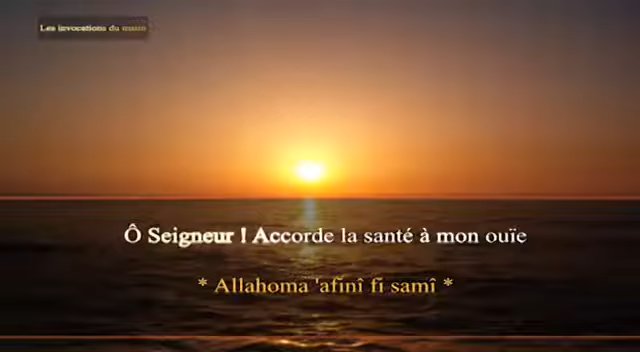 Les invocations du matin
Ô Seigneur ! Accorde la santé à mon ouïe
* Allahoma 'afinî fî samî *